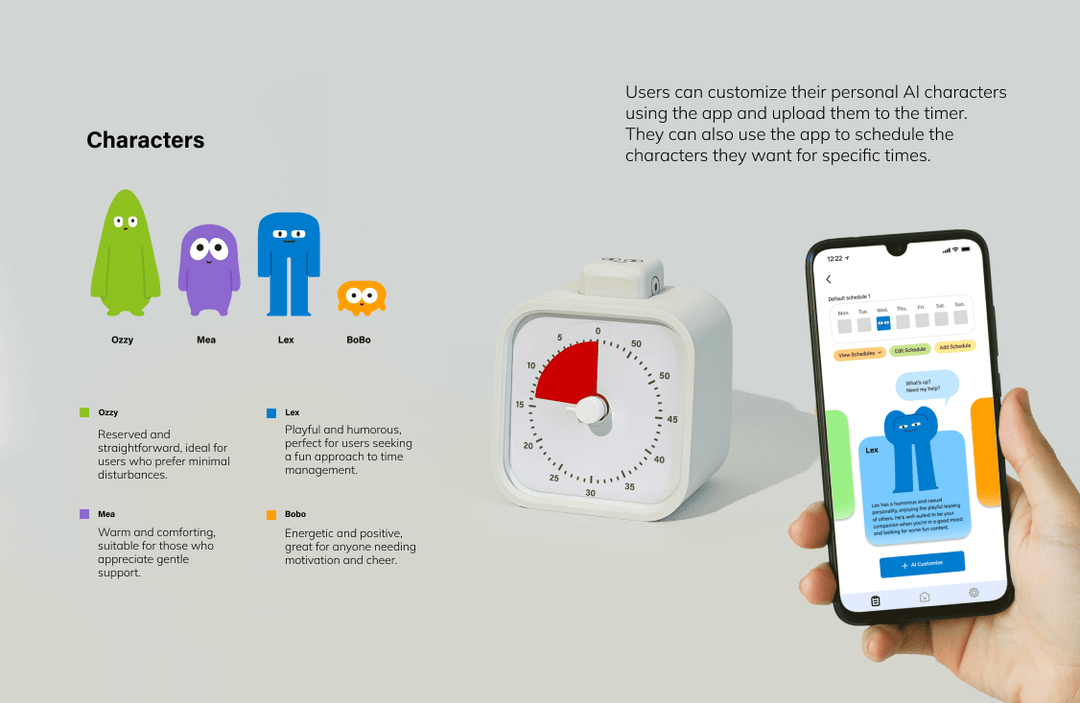 Users can customize their personal AI characters
using the app and upload them to the timer.
They can also use the app to schedule the
characters they want for specific times.
Characters
Ozzy
Mea
Lex
BoBo
Ozzy
Reserved and
straightforward, ideal for
users who prefer minimal
disturbances.
Lex
Playful and humorous,
perfect for users seeking
a fun approach to time
management.
Mea
Warm and comforting,
suitable for those who
appreciate gentle
support.
Bobo
Energetic and positive,
great for anyone needing
motivation and cheer.
0
5
10
15
20
25
30
35
40
45
50
50
12:22
Default schedule 1
Mon. Tue. Wed. Thu. Fri. Sat. Sun.
View Schedules
Edit Schedule
Add Schedule
What's up?
Need my help?
Lex
Lex has a humorous and casual
personality, enjoying the playful teasing
of others. He's well-suited to be your
companion when you're in a good mood
and looking for some fun content.
+ AI Customize